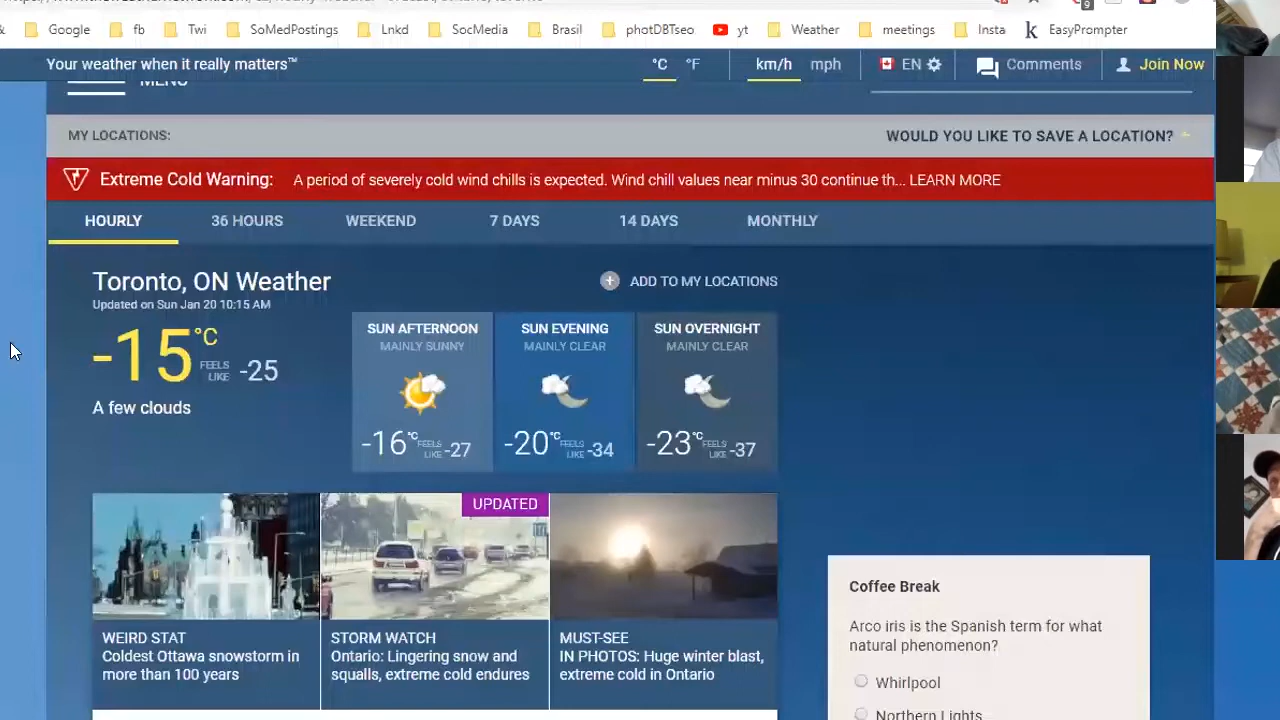 9
Google fb Twi SoMedPostings Lnkd SocMedia Brasil photDBTseo yt Weather meetings Insta k EasyPrompter
Your weather when it really matters™ °C °F km/h mph EN Comments Join Now
MENU
MY LOCATIONS: WOULD YOU LIKE TO SAVE A LOCATION?
Extreme Cold Warning: A period of severely cold wind chills is expected. Wind chill values near minus 30 continue th... LEARN MORE
HOURLY 36 HOURS WEEKEND 7 DAYS 14 DAYS MONTHLY
Toronto, ON Weather
Updated on Sun Jan 20 10:15 AM
ADD TO MY LOCATIONS
-15 °C FEELS LIKE -25
A few clouds
SUN AFTERNOON
MAINLY SUNNY
-16 °C FEELS LIKE -27
SUN EVENING
MAINLY CLEAR
-20 °C FEELS LIKE -34
SUN OVERNIGHT
MAINLY CLEAR
-23 °C FEELS LIKE -37
WEIRD STAT
Coldest Ottawa snowstorm in
more than 100 years
UPDATED
STORM WATCH
Ontario: Lingering snow and
squalls, extreme cold endures
MUST-SEE
IN PHOTOS: Huge winter blast,
extreme cold in Ontario
Coffee Break
Arco iris is the Spanish term for what
natural phenomenon?
Whirlpool
Northern Lights